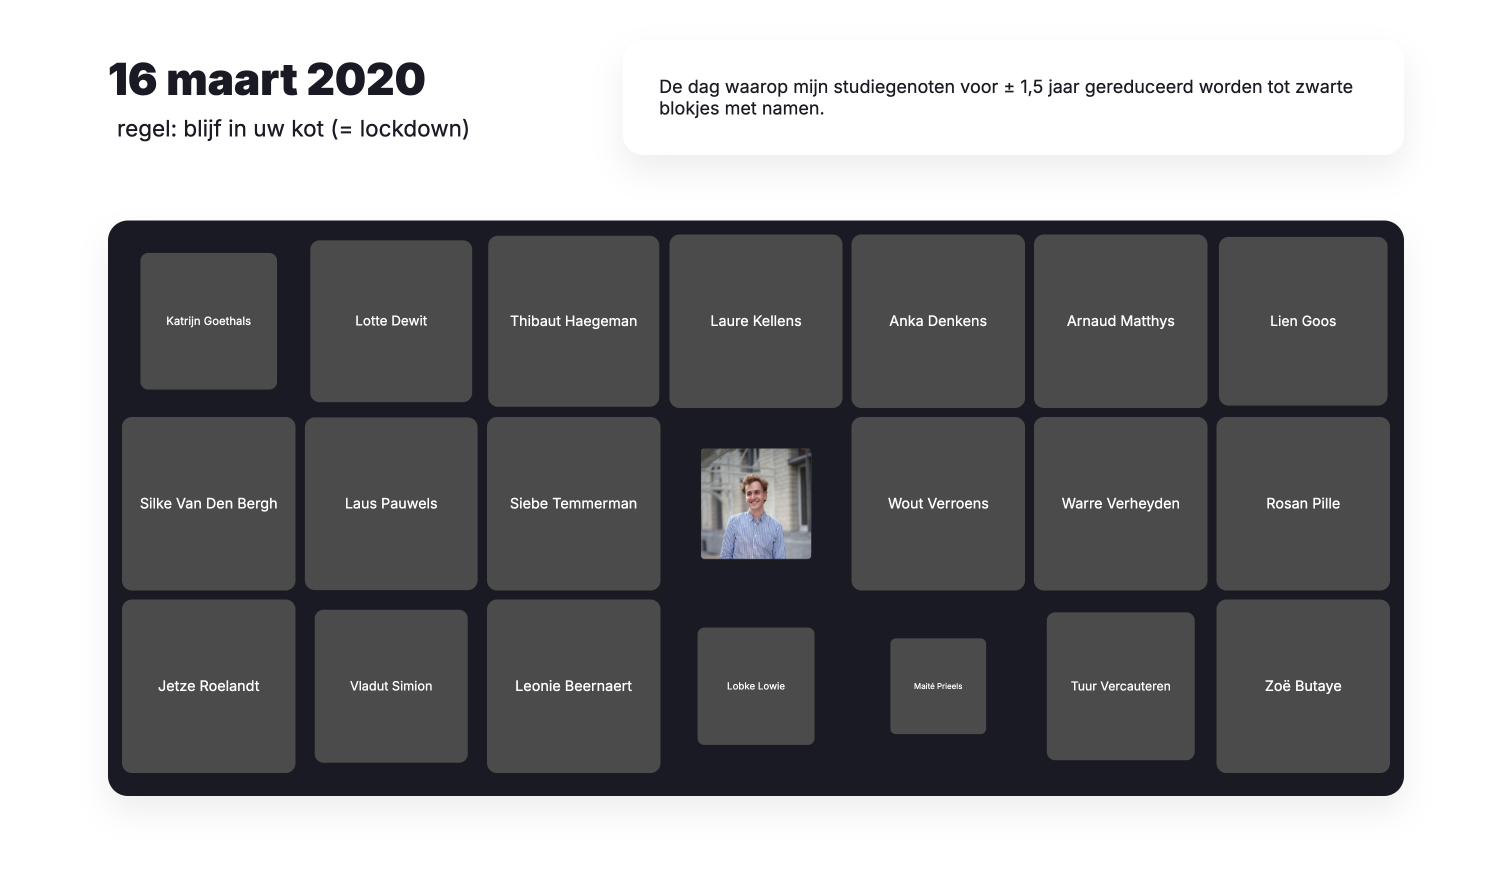 16 maart 2020
regel: blijf in uw kot (= lockdown)
De dag waarop mijn studiegenoten voor ± 1,5 jaar gereduceerd worden tot zwarte
blokjes met namen.
Katrijn Goethals
Lotte Dewit
Thibaut Haegeman
Laure Kellens
Anka Denkens
Arnaud Matthys
Lien Goos
Silke Van Den Bergh
Laus Pauwels
Siebe Temmerman
Wout Verroens
Warre Verheyden
Rosan Pille
Jetze Roelandt
Vladut Simion
Leonie Beernaert
Lobke Lowie
Maité Prieels
Tuur Vercauteren
Zoë Butaye